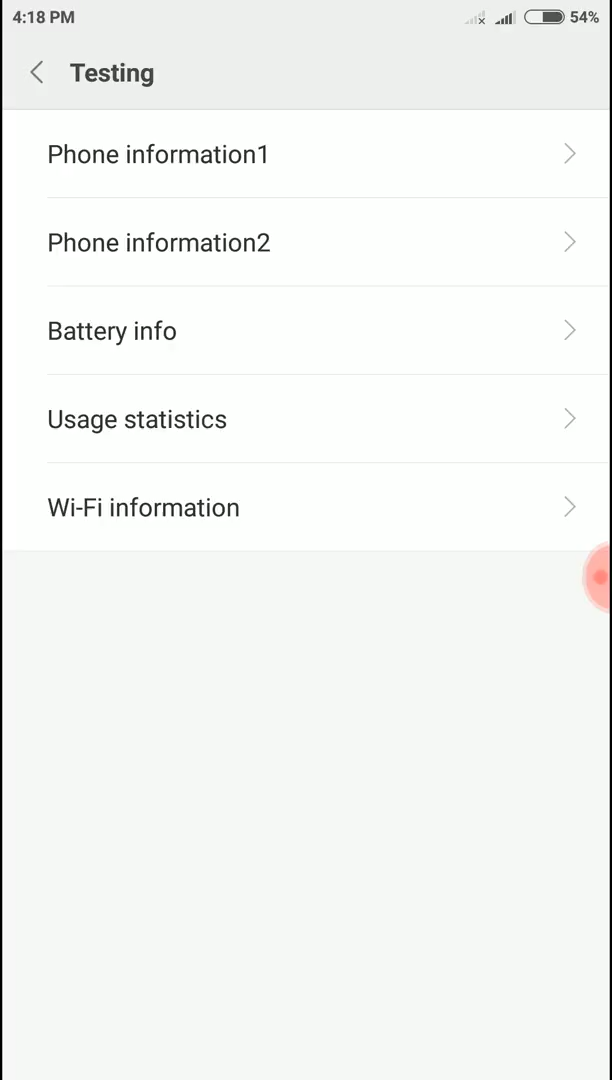 4:18 PM 54%
Testing
Phone information1
Phone information2
Battery info
Usage statistics
Wi-Fi information